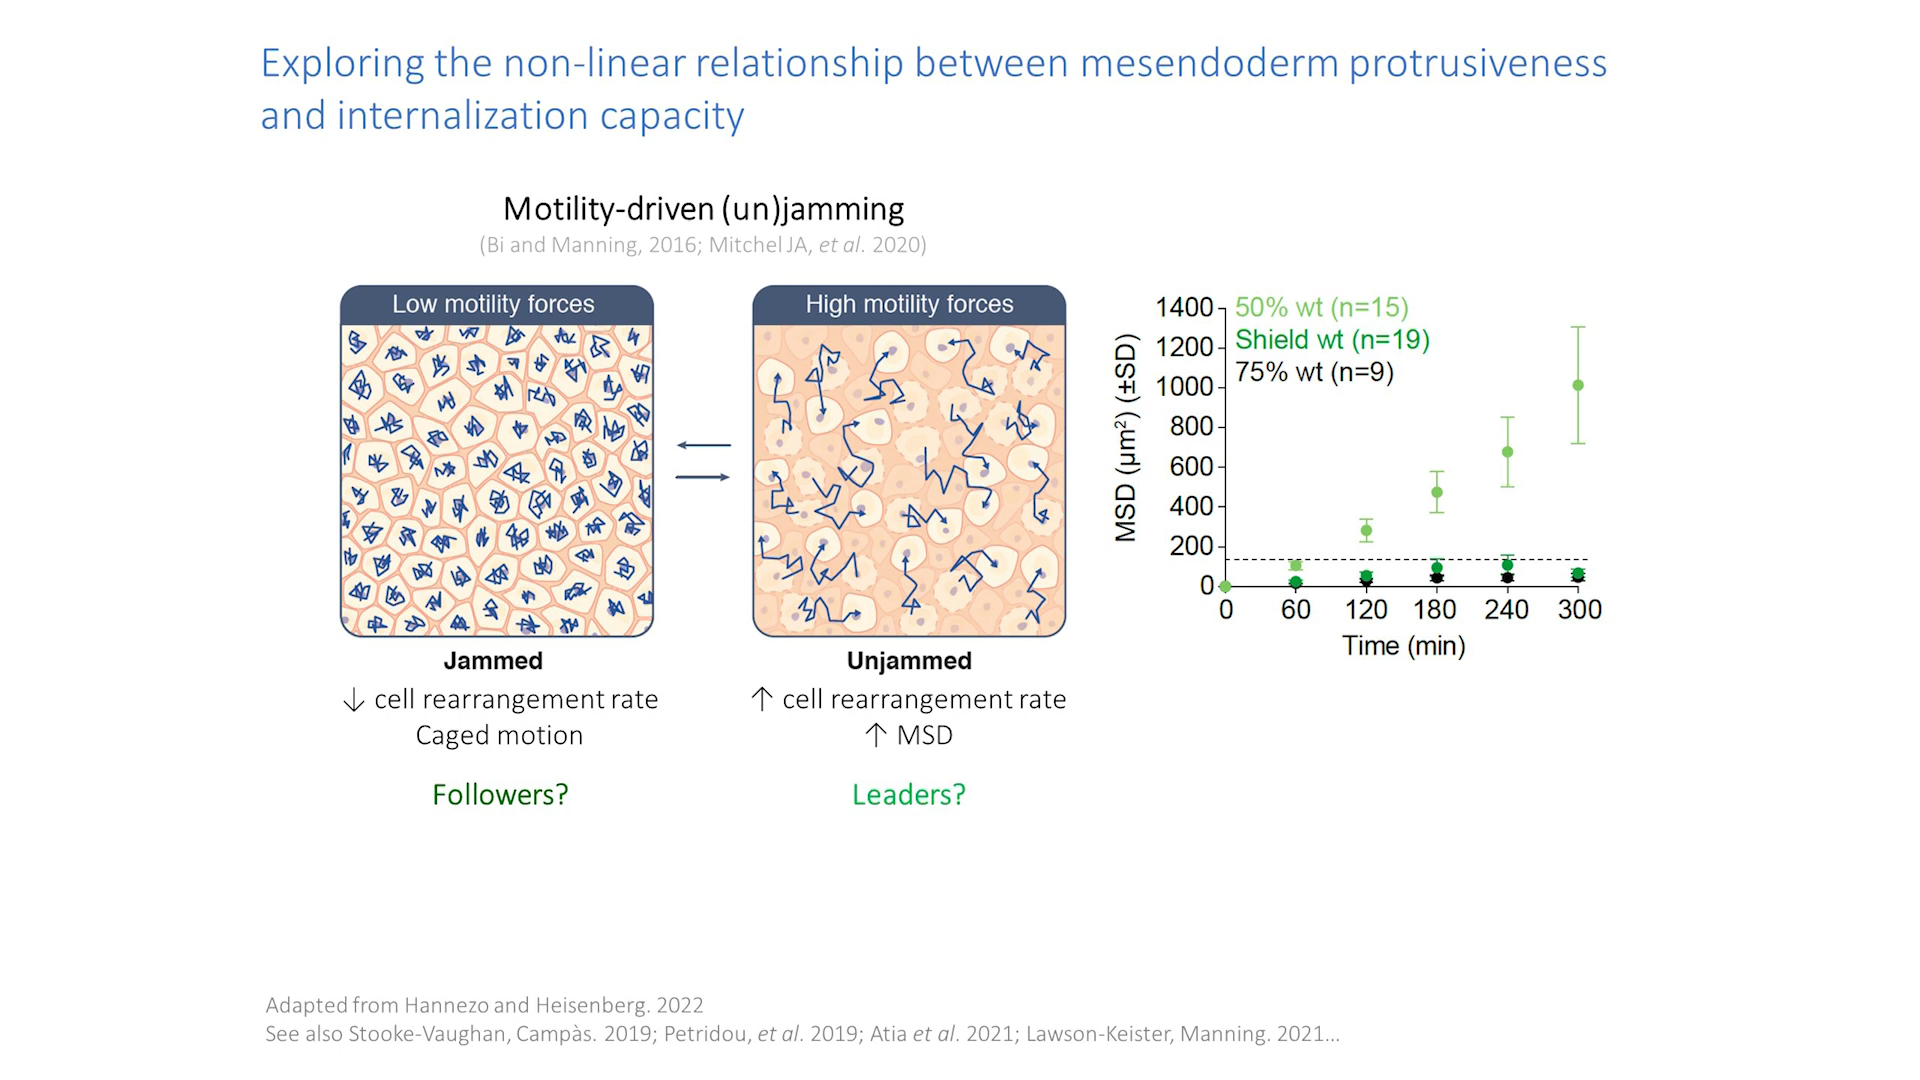 Exploring the non-linear relationship between mesendoderm protrusiveness
and internalization capacity
Motility-driven (un)jamming
(Bi and Manning, 2016; Mitchel JA, et al. 2020)
Low motility forces
Jammed
↓ cell rearrangement rate
Caged motion
Followers?
High motility forces
Unjammed
↑ cell rearrangement rate
↑ MSD
Leaders?
50% wt (n=15)
Shield wt (n=19)
75% wt (n=9)
MSD (µm²) (±SD)
1400
1200
1000
800
600
400
200
0
0 60 120 180 240 300
Time (min)
Adapted from Hannezo and Heisenberg. 2022
See also Stooke-Vaughan, Campàs. 2019; Petridou, et al. 2019; Atia et al. 2021; Lawson-Keister, Manning. 2021...